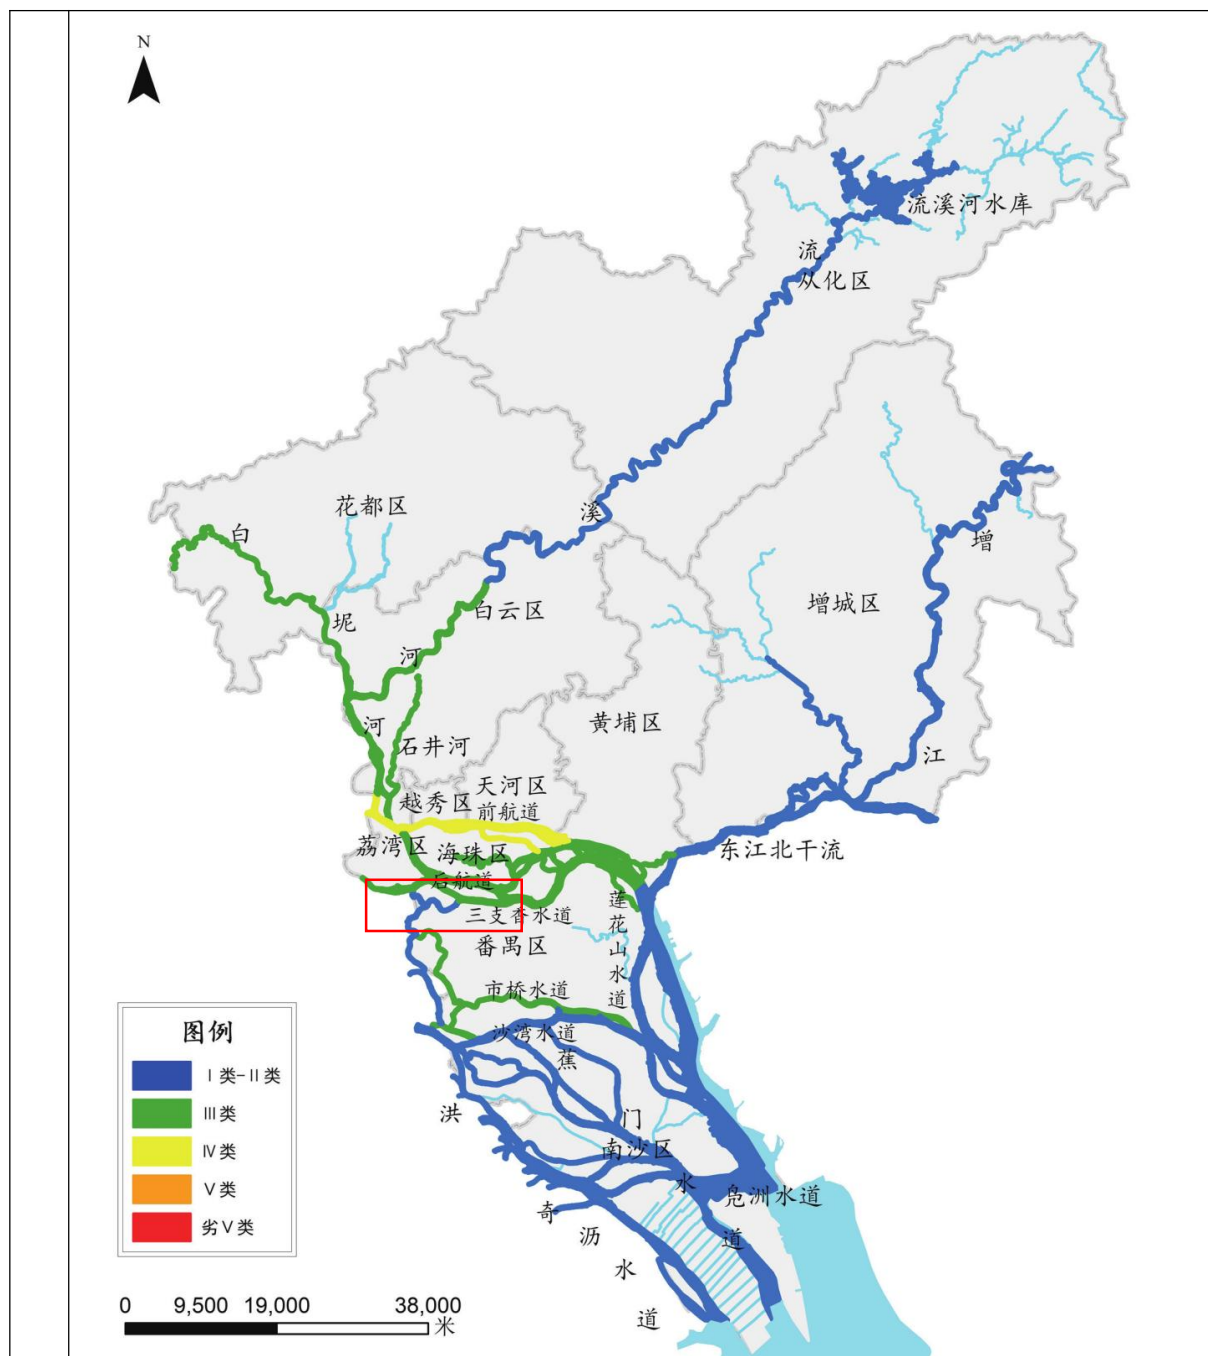 N
流溪河水库
流
从化区
花都区
溪
白
增
坭
白云区
增城区
河
河
石井河
黄埔区
江
天河区
越秀区
前航道
荔湾区
海珠区
东江北干流
后航道
莲花山水道
三支香水道
番禺区
市桥水道
沙湾水道
蕉
图例
Ⅰ类-Ⅱ类
Ⅲ类
Ⅳ类
Ⅴ类
劣Ⅴ类
洪
门
南沙区
水
凫洲水道
奇
道
沥
水
道
0 9,500 19,000 38,000
米